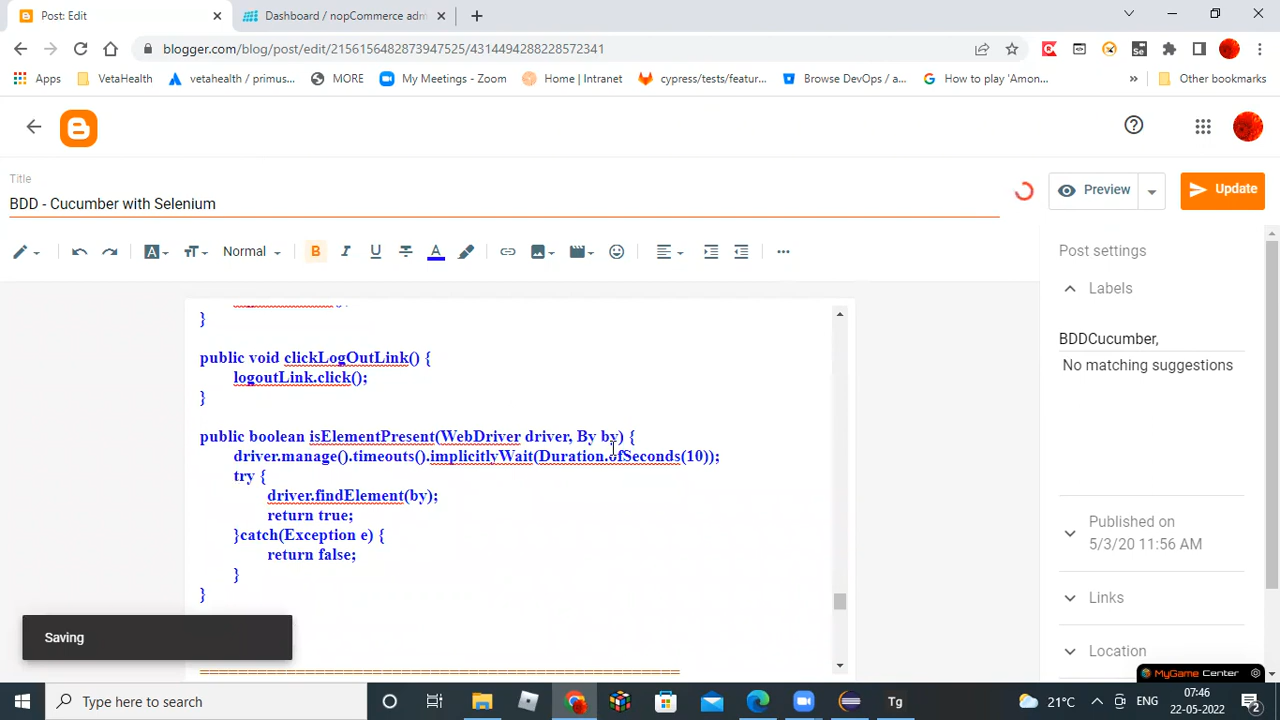 Post: Edit
Dashboard / nopCommerce adm
blogger.com/blog/post/edit/2156156482873947525/4314494288228572341
Apps
VetaHealth
vetahealth / primus...
MORE
My Meetings - Zoom
Home | Intranet
cypress/tests/featur...
Browse DevOps / a...
How to play 'Amon...
»
Other bookmarks
Title
BDD - Cucumber with Selenium
Preview
Update
Normal
B
I
U
A
Post settings
Labels
BDDCucumber,
No matching suggestions
Published on
5/3/20 11:56 AM
Links
Location
}
public void clickLogOutLink() {
logoutLink.click();
}
public boolean isElementPresent(WebDriver driver, By by) {
driver.manage().timeouts().implicitlyWait(Duration.ofSeconds(10));
try {
driver.findElement(by);
return true;
}catch(Exception e) {
return false;
}
}
Saving
MyGame Center
Type here to search
Tg
21°C
ENG
07:46
22-05-2022
2